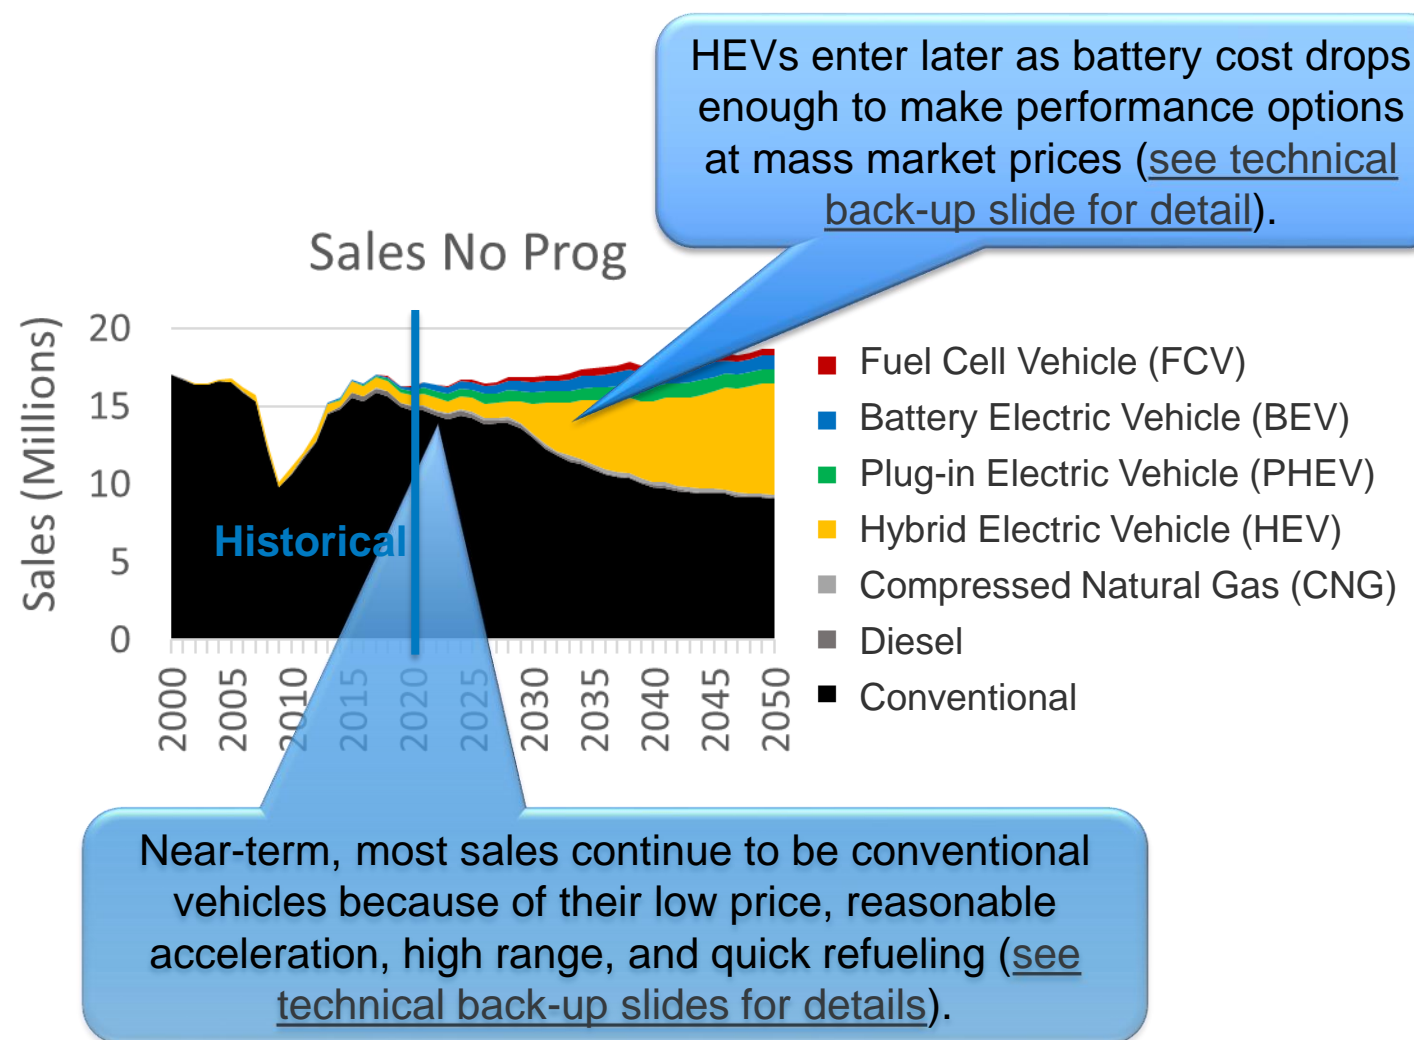 HEVs enter later as battery cost drops
enough to make performance options
at mass market prices (see technical
back-up slide for detail).
Sales No Prog
Sales (Millions)
20
15
10
5
0
Historical
2000
2005
2010
2015
2020
2025
2030
2035
2040
2045
2050
Fuel Cell Vehicle (FCV)
Battery Electric Vehicle (BEV)
Plug-in Electric Vehicle (PHEV)
Hybrid Electric Vehicle (HEV)
Compressed Natural Gas (CNG)
Diesel
Conventional
Near-term, most sales continue to be conventional
vehicles because of their low price, reasonable
acceleration, high range, and quick refueling (see
technical back-up slides for details).